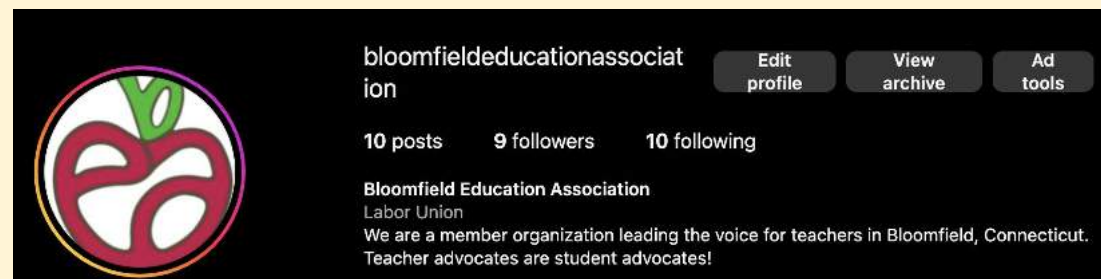 bloomfieldeducationassociat
ion
Edit
profile
View
archive
Ad
tools
10 posts 9 followers 10 following
Bloomfield Education Association
Labor Union
We are a member organization leading the voice for teachers in Bloomfield, Connecticut.
Teacher advocates are student advocates!
bea